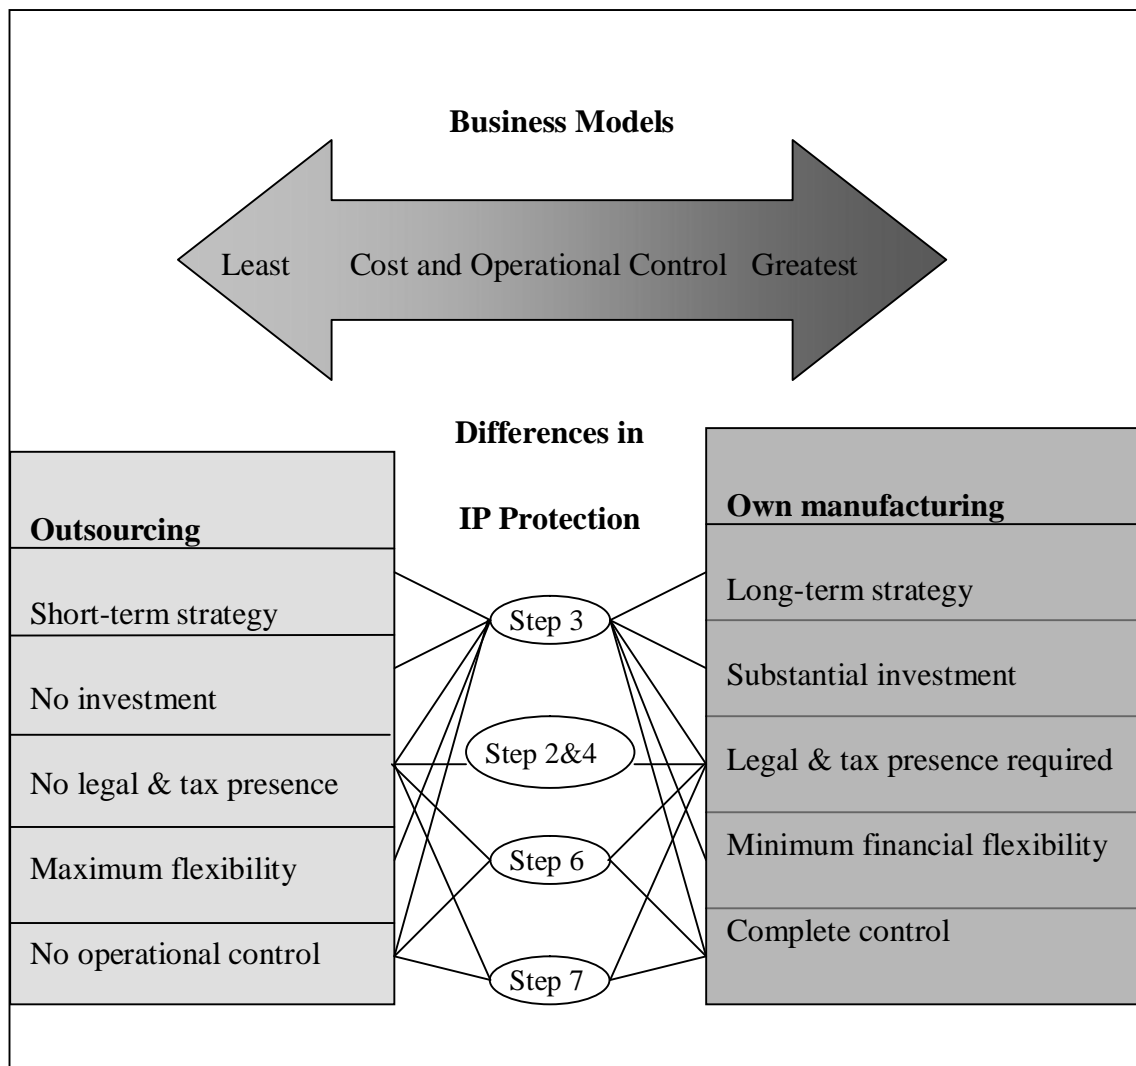 Business Models
Least Cost and Operational Control Greatest
Differences in
IP Protection
Outsourcing
Short-term strategy
No investment
No legal & tax presence
Maximum flexibility
No operational control
Step 3
Step 2&4
Step 6
Step 7
Own manufacturing
Long-term strategy
Substantial investment
Legal & tax presence required
Minimum financial flexibility
Complete control